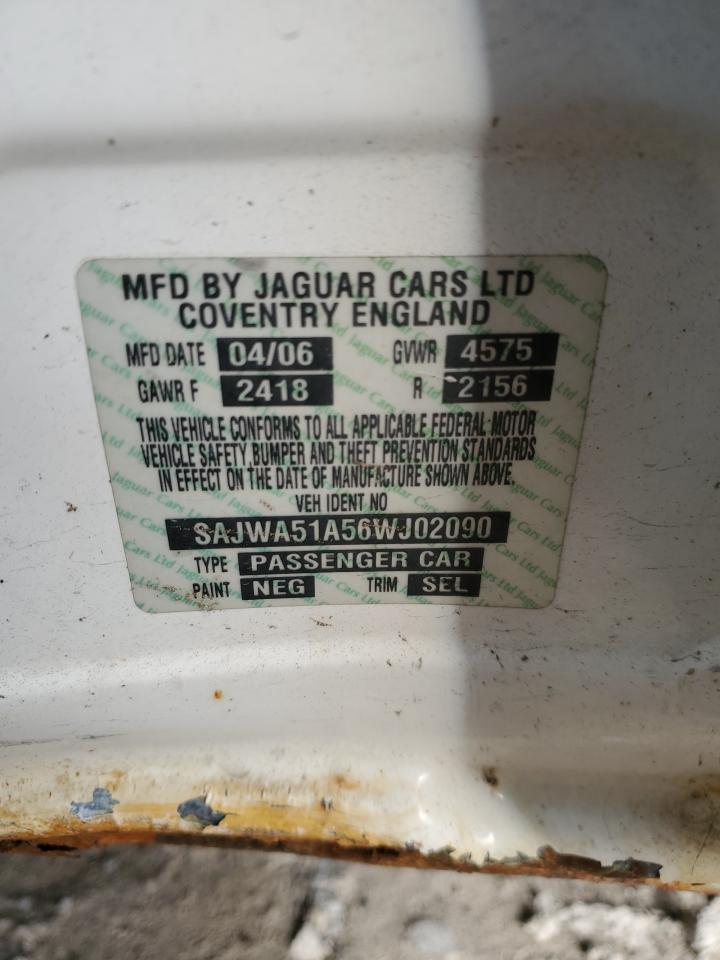 MFD BY JAGUAR CARS LTD
COVENTRY ENGLAND
MFD DATE 04/06 GVWR 4575
GAWR F 2418 R 2156
THIS VEHICLE CONFORMS TO ALL APPLICABLE FEDERAL MOTOR
VEHICLE SAFETY, BUMPER AND THEFT PREVENTION STANDARDS
IN EFFECT ON THE DATE OF MANUFACTURE SHOWN ABOVE.
VEH IDENT NO
SAJWA51A56WJ02090
TYPE PASSENGER CAR
PAINT NEG TRIM SEL